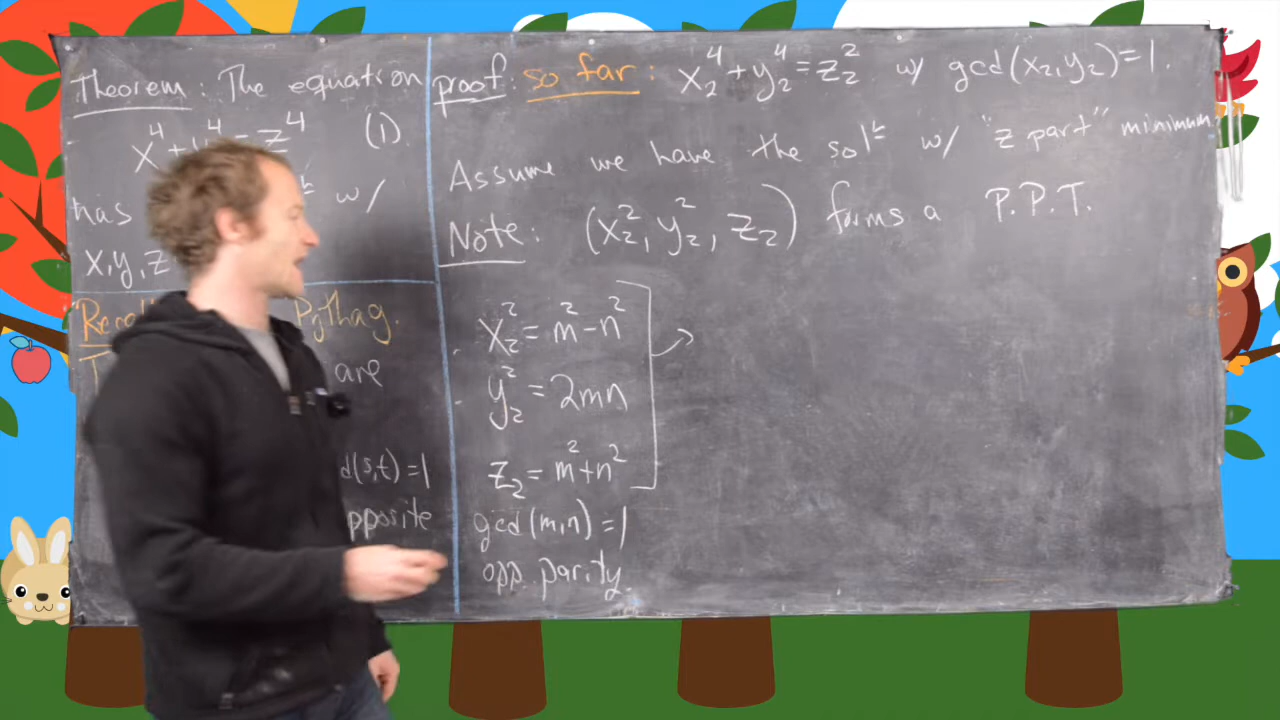 Theorem: The equation
x⁴+y⁴=z⁴ (1)
has w/
x,y,z
Recall Pythag.
T are
d(s,t)=1
opposite
proof: so far: x₂⁴+y₂⁴=z₂² w/ gcd(x₂,y₂)=1.
Assume we have the solⁿ w/ "z part" minimum.
Note: (x₂², y₂², z₂) forms a P.P.T.
x₂² = m²-n²
y₂² = 2mn
z₂ = m²+n²
gcd(m,n)=1
opp. parity.